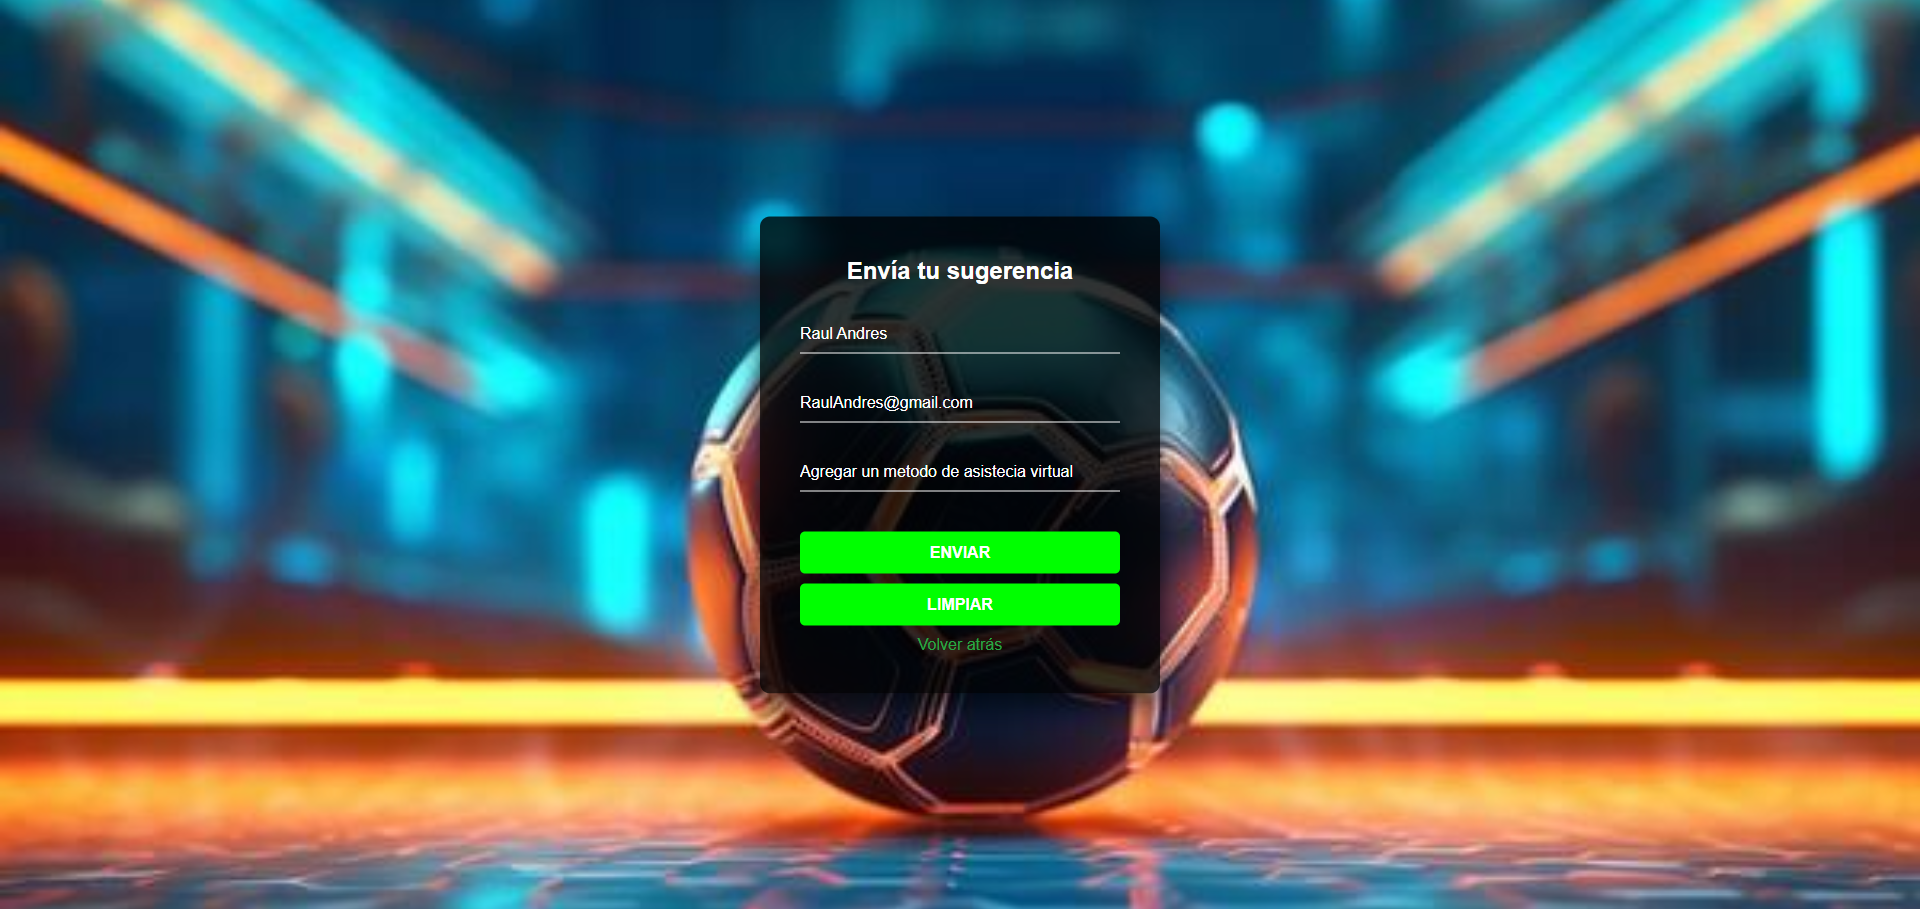 Envía tu sugerencia
Raul Andres
RaulAndres@gmail.com
Agregar un metodo de asistecia virtual
ENVIAR
LIMPIAR
Volver atrás